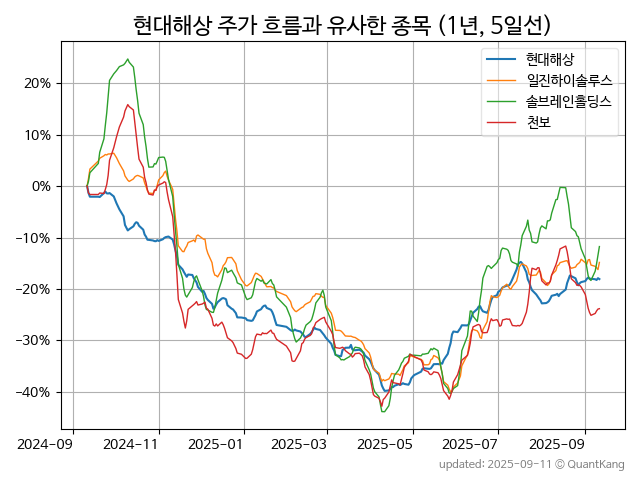 현대해상 주가 흐름과 유사한 종목 (1년, 5일선)
현대해상
일진하이솔루스
솔브레인홀딩스
천보
20%
10%
0%
−10%
−20%
−30%
−40%
2024-09
2024-11
2025-01
2025-03
2025-05
2025-07
2025-09
updated: 2025-09-11 © QuantKang